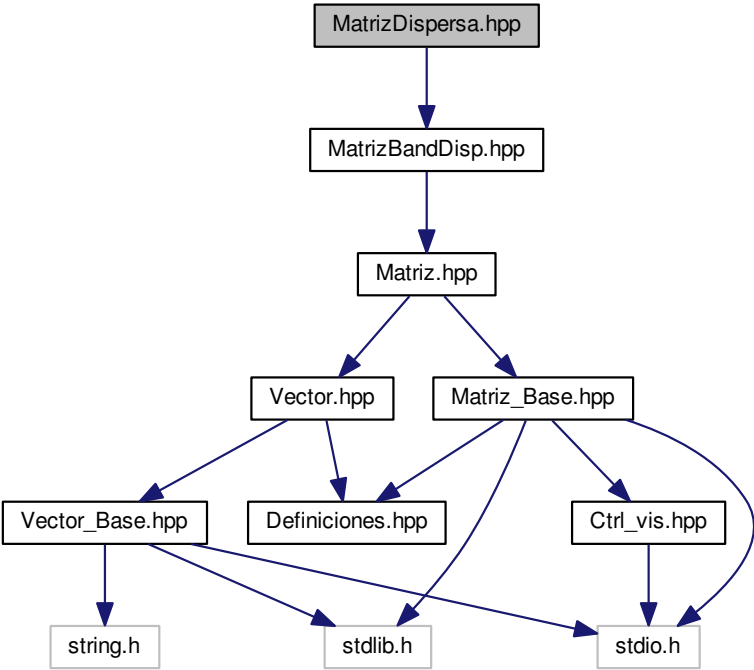 MatrizDispersa.hpp
MatrizBandDisp.hpp
Matriz.hpp
Vector.hpp
Matriz_Base.hpp
Vector_Base.hpp
Definiciones.hpp
Ctrl_vis.hpp
string.h
stdlib.h
stdio.h